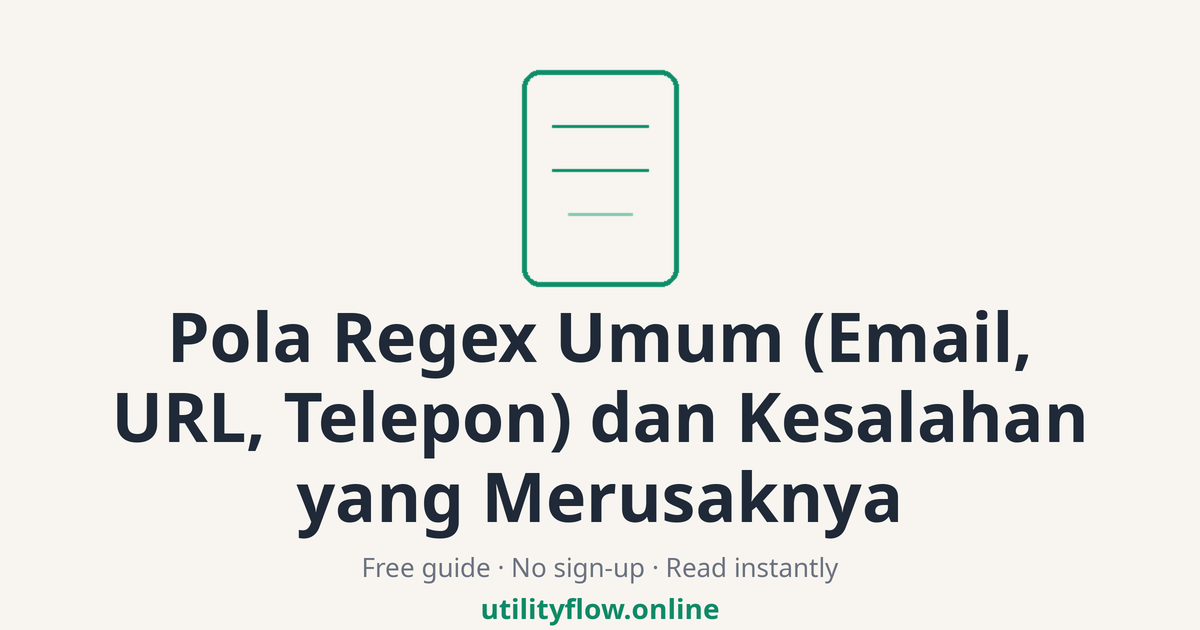 Pola Regex Umum (Email,
URL, Telepon) dan Kesalahan
yang Merusaknya
Free guide · No sign-up · Read instantly
utilityflow.online